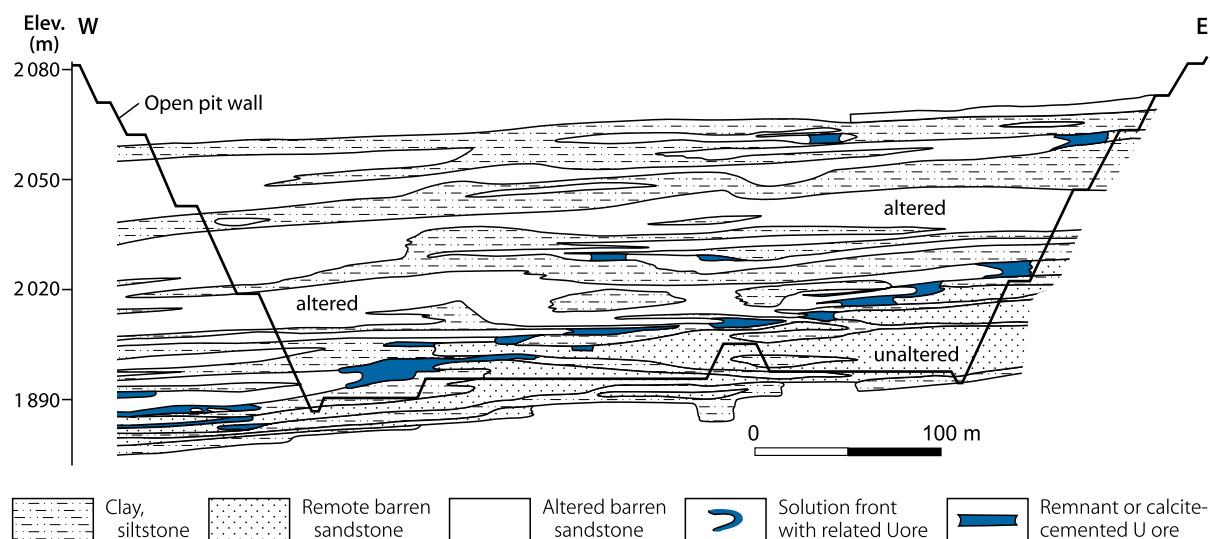 Elev.
(m)
W
E
2 080
Open pit wall
2 050
altered
2 020
altered
unaltered
1 890
0
100 m
Clay,
siltstone
Remote barren
sandstone
Altered barren
sandstone
Solution front
with related Uore
Remnant or calcite-
cemented U ore